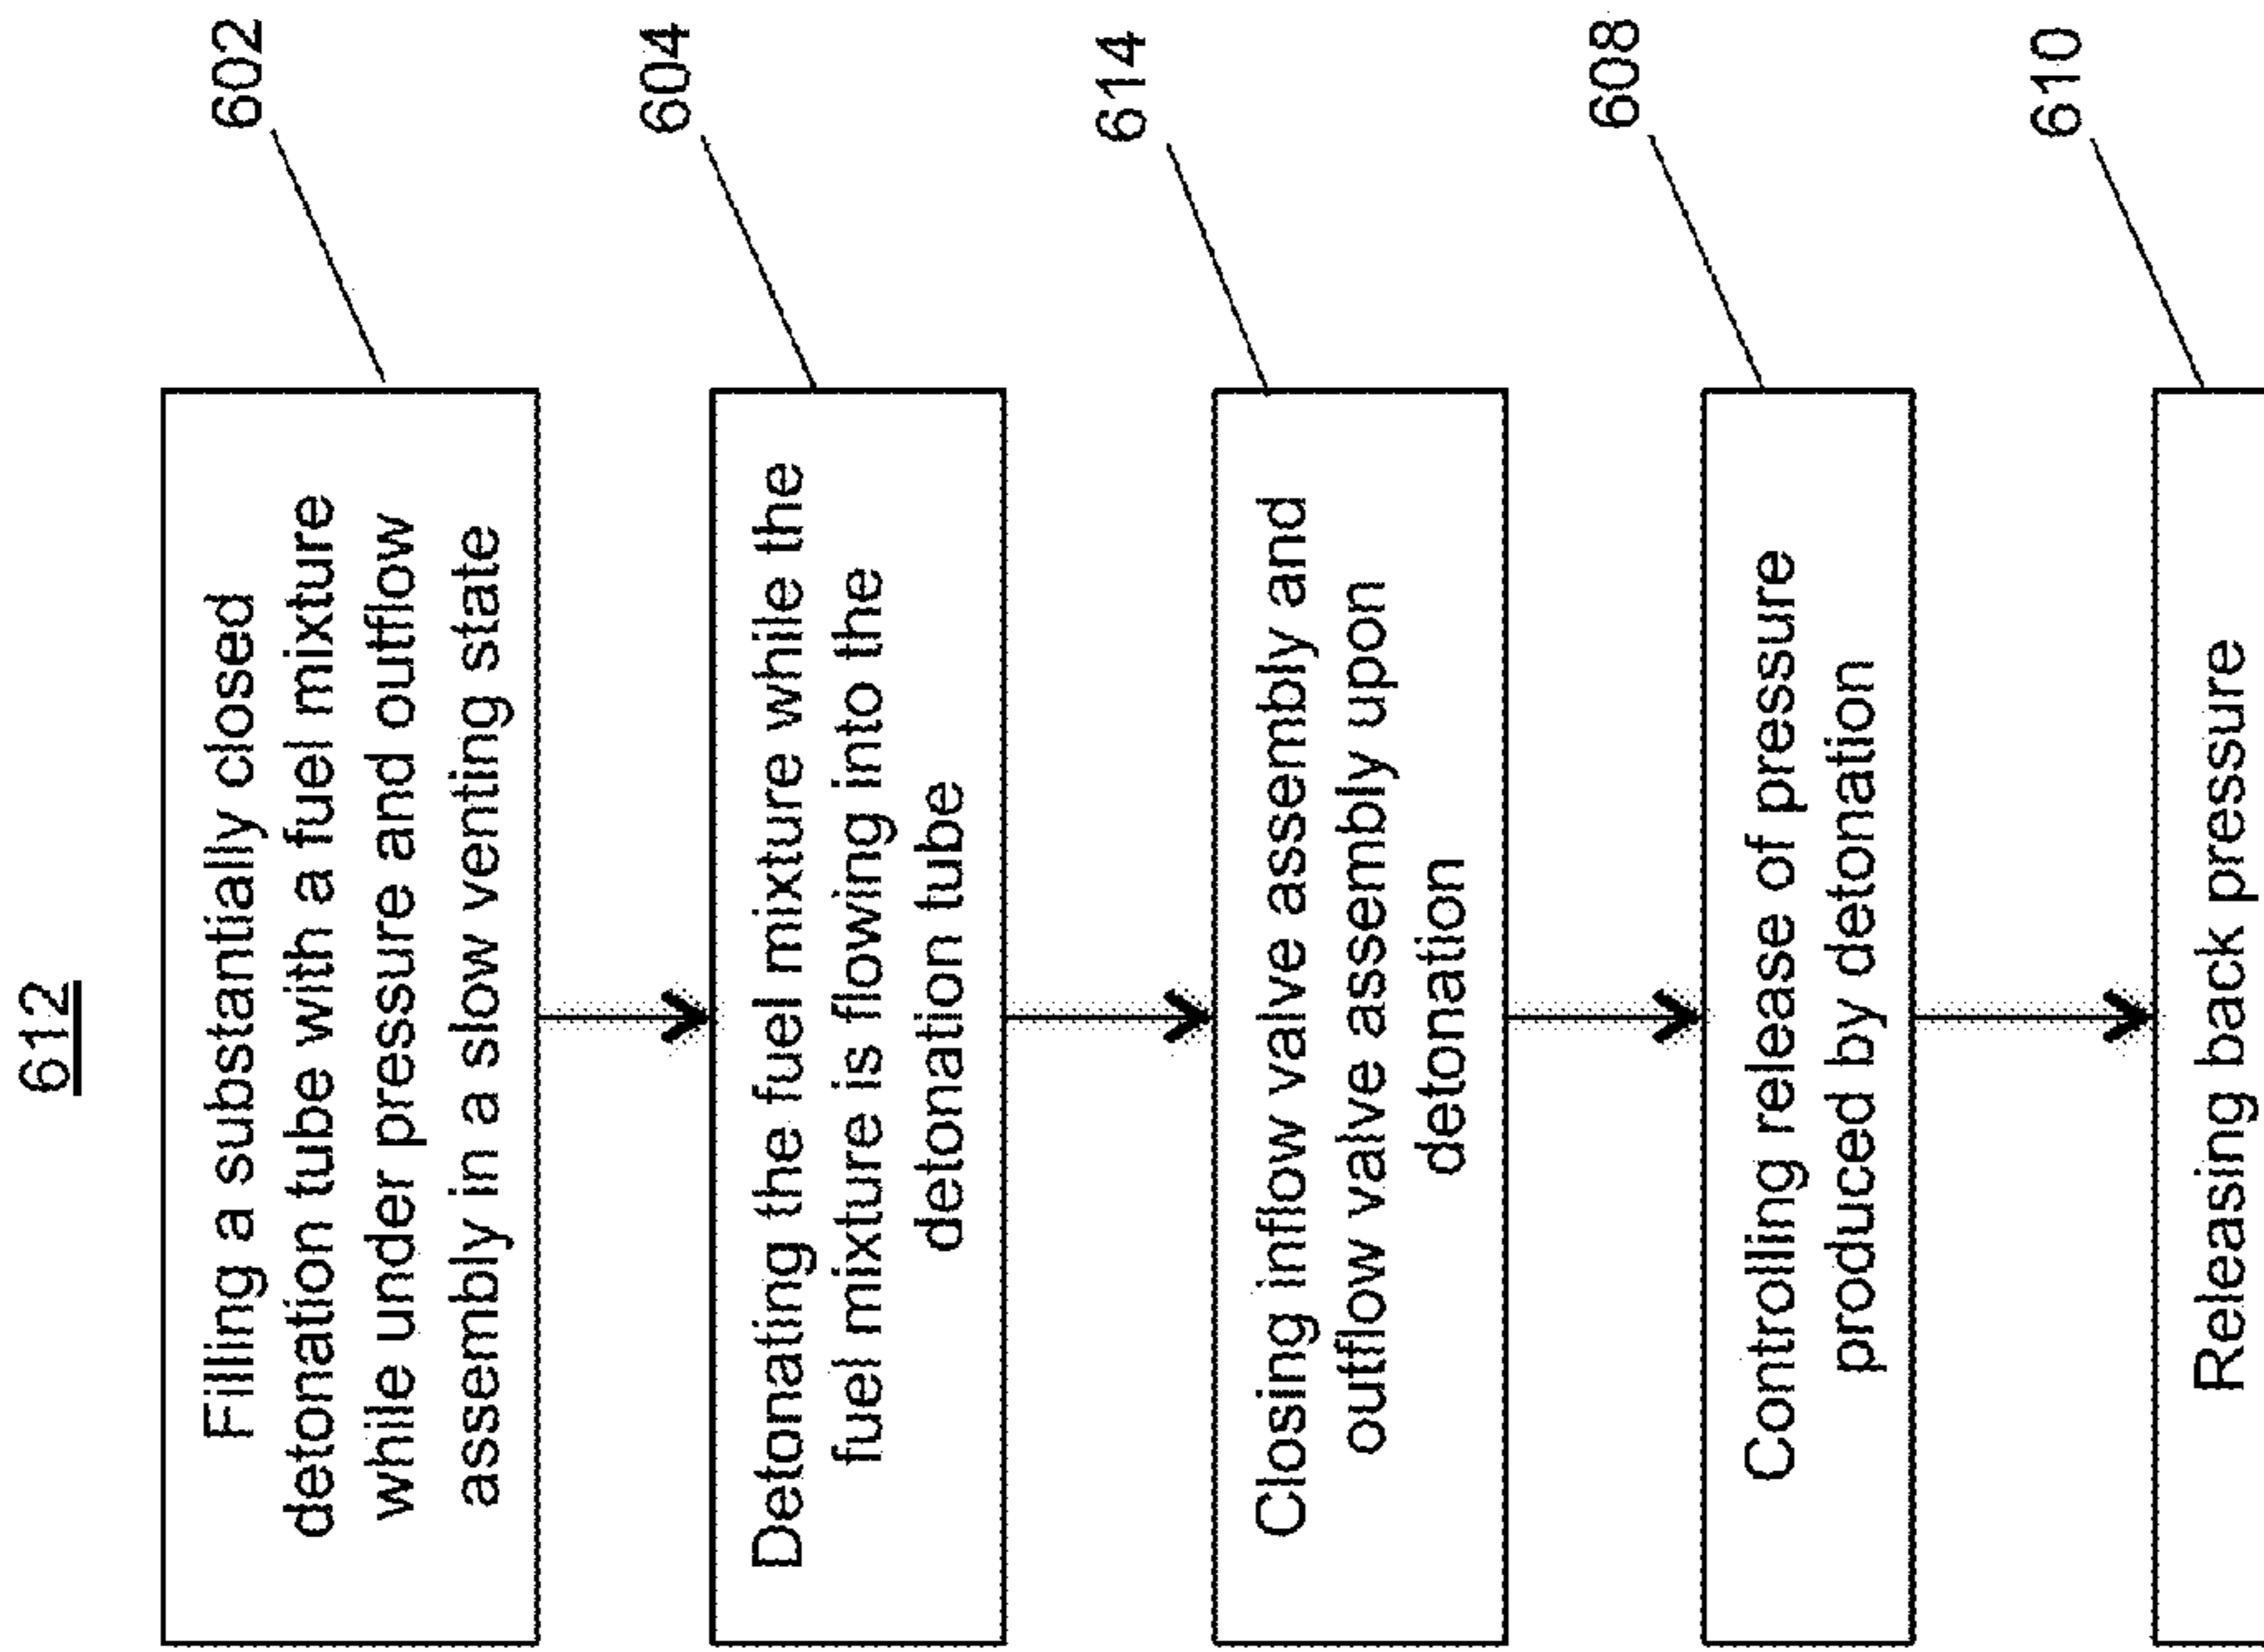 612
602
Filling a substantially closed
detonation tube with a fuel mixture
while under pressure and outflow
assembly in a slow venting state
604
Detonating the fuel mixture while the
fuel mixture is flowing into the
detonation tube
614
Closing inflow valve assembly and
outflow valve assembly upon
detonation
608
Controlling release of pressure
produced by detonation
610
Releasing back pressure